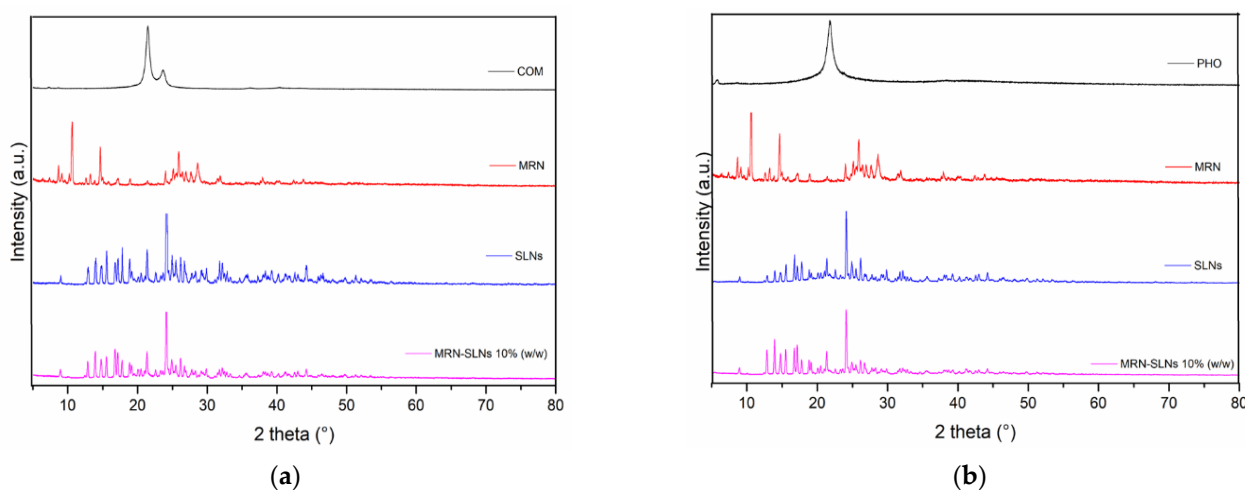 Intensity (a.u.)
COM
MRN
SLNs
MRN-SLNs 10% (w/w)
10 20 30 40 50 60 70 80
2 theta (°)
(a)
Intensity (a.u.)
PHO
MRN
SLNs
MRN-SLNs 10% (w/w)
10 20 30 40 50 60 70 80
2 theta (°)
(b)